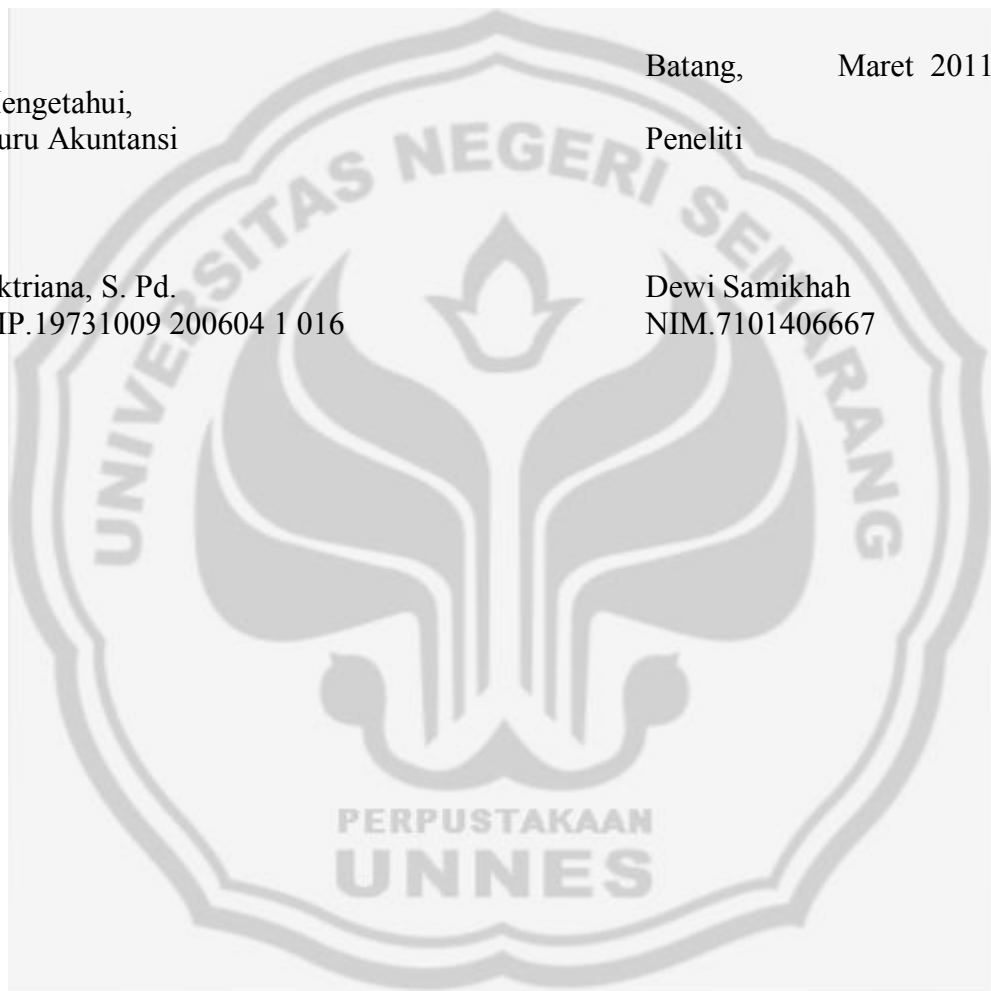 Batang, Maret 2011
engetahui,
uru Akuntansi
Peneliti
ktriana, S. Pd.
Dewi Samikhah
IP.19731009 200604 1 016
NIM.7101406667
UNIVERSITAS NEGERI SEMARANG
PERPUSTAKAAN
UNNES